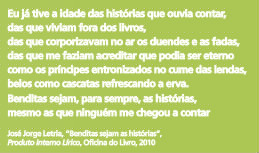 Eu já tive a idade das histórias que ouvia contar,
das que viviam fora dos livros,
das que corporizavam no ar os duendes e as fadas,
das que me faziam acreditar que podia ser eterno
como os príncipes entronizados no cume das lendas,
belos como cascatas refrescando a erva.
Benditas sejam, para sempre, as histórias,
mesmo as que ninguém me chegou a contar
José Jorge Letria, "Benditas sejam as histórias",
Produto Interno Lírico, Oficina do Livro, 2010